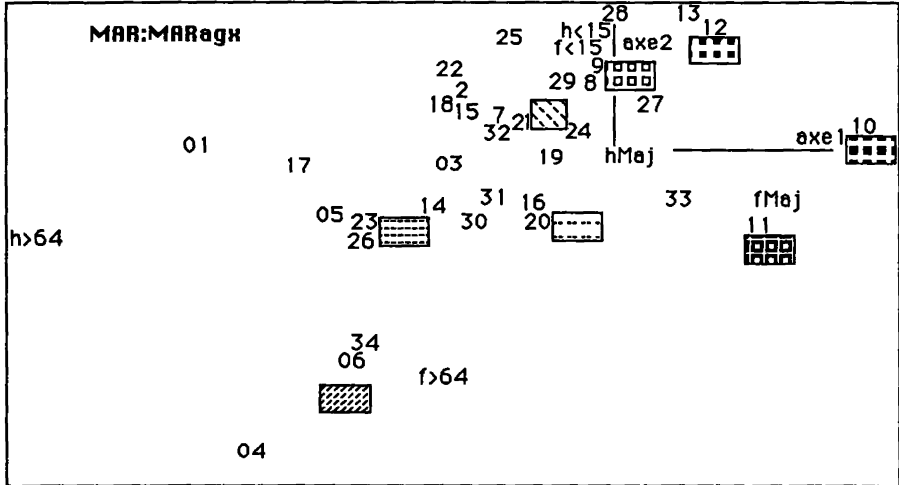 28 13
MAR:MARagx h<15 12
25 f<15 axe2
22 9
2 29 8
18 15 7 21 27
32 24
01 axe1 10
17 03 19 hMaj
31 16 33 fMaj
05 23 14 30 20 11
h>64 26
34
06
f>64
04